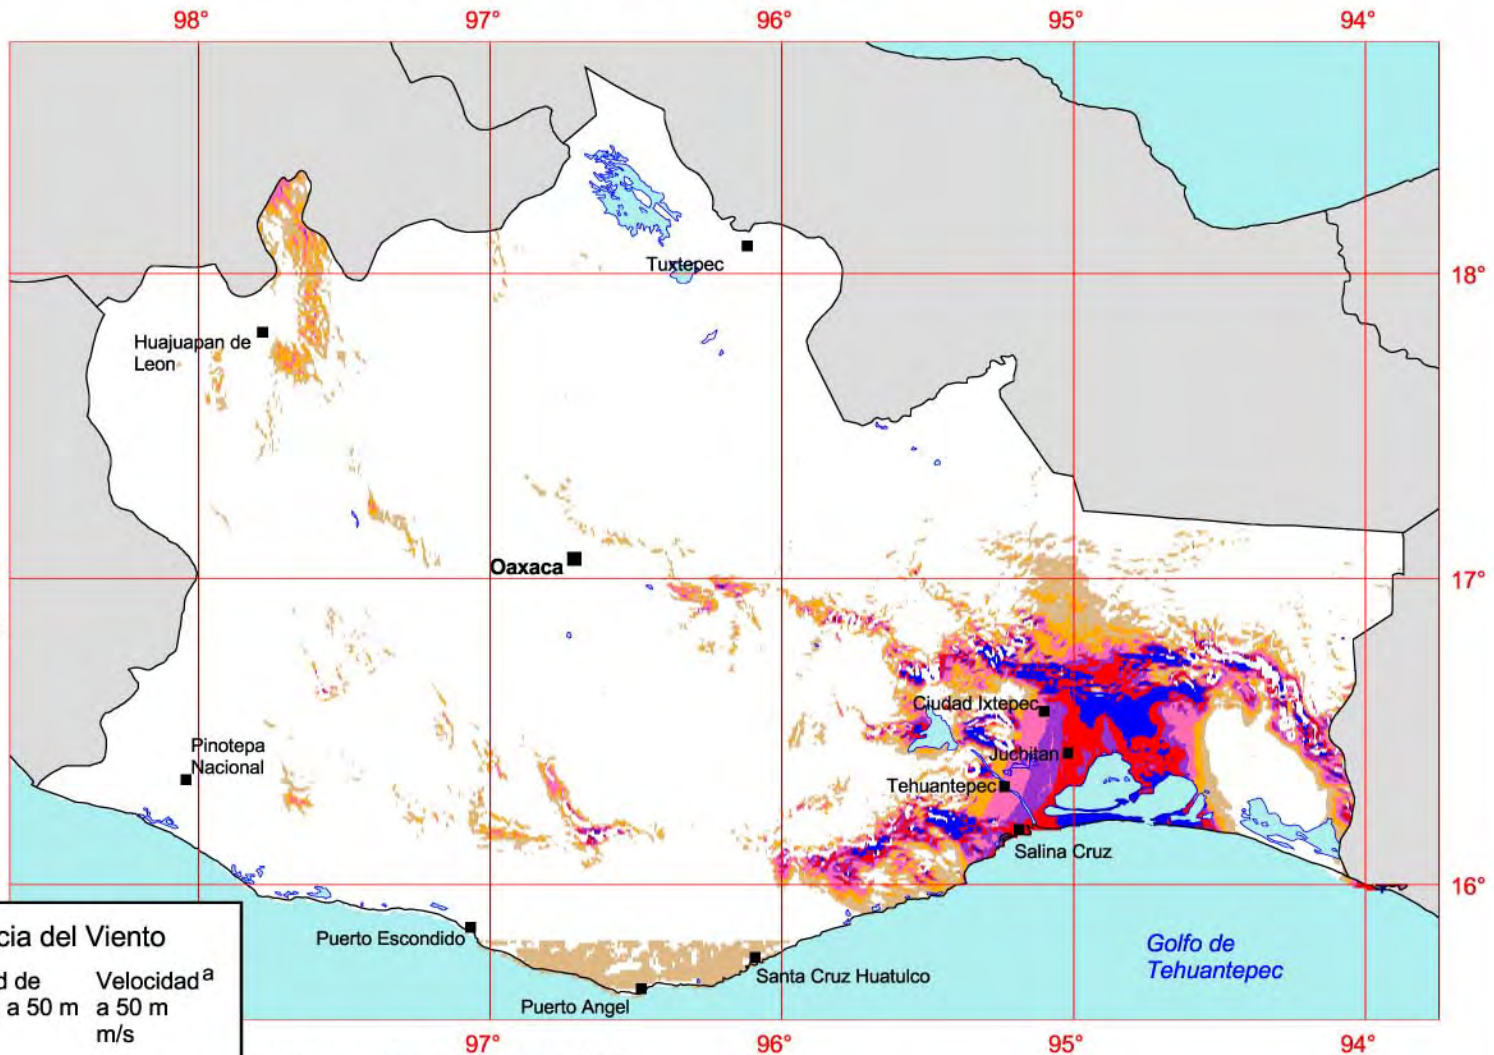 98° 97° 96° 95° 94°
Tuxtepec
18°
Huajuapan de
Leon
Oaxaca
17°
Ciudad Ixtepec
Pinotepa
Nacional
Juchitan
Tehuantepec
Salina Cruz
16°
Puerto Escondido
Golfo de
Tehuantepec
Santa Cruz Huatulco
Puerto Angel
cia del Viento
d de Velocidad a
a 50 m a 50 m
m/s
97° 96° 95° 94°